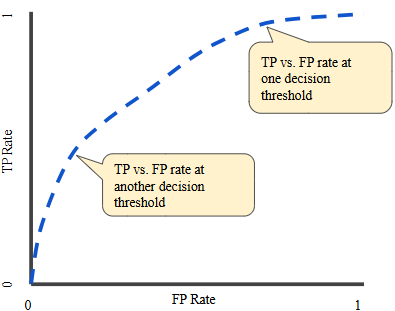 1
TP vs. FP rate at
one decision
threshold
TP Rate
TP vs. FP rate at
another decision
threshold
0
0
FP Rate
1